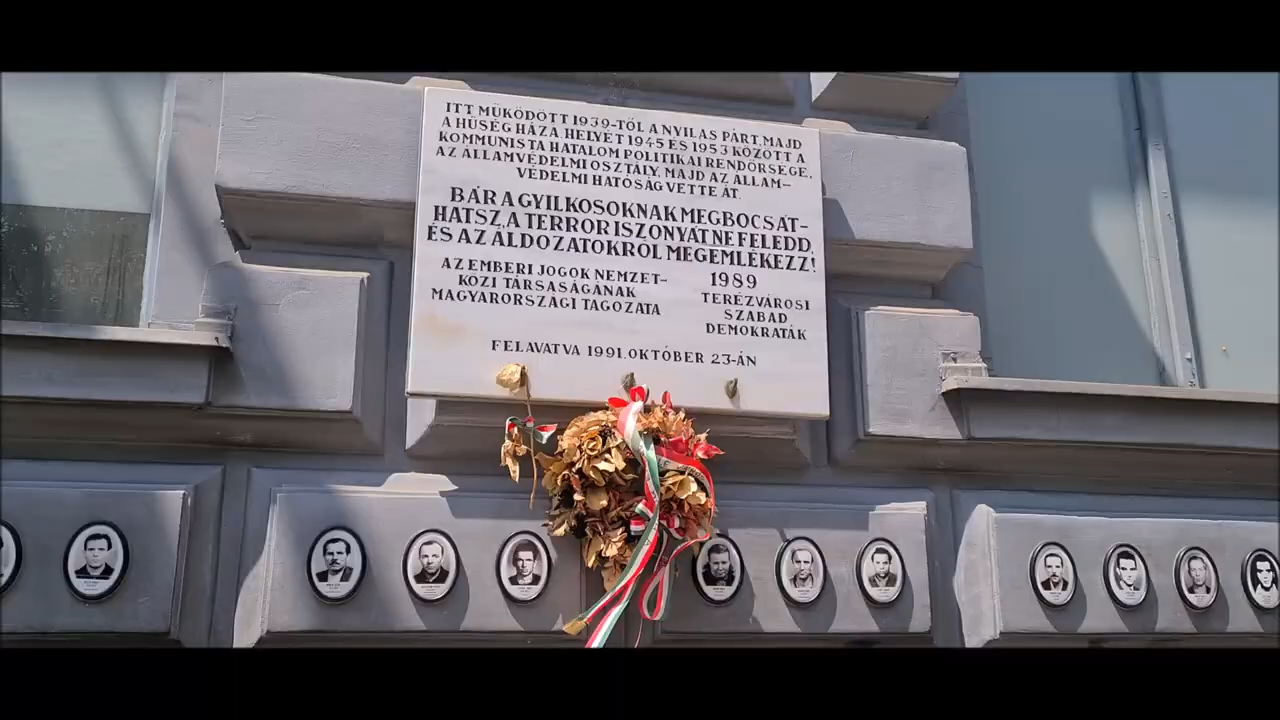 ITT MŰKÖDÖTT 1939-TŐL A NYILAS PÁRT, MAJD
A HŰSÉG HÁZA. HELYÉT 1945 ÉS 1953 KÖZÖTT A
KOMMUNISTA HATALOM POLITIKAI RENDŐRSÉGE,
AZ ÁLLAMVÉDELMI OSZTÁLY, MAJD AZ ÁLLAM-
VÉDELMI HATÓSÁG VETTE ÁT.
BÁR A GYILKOSOKNAK MEGBOCSÁT-
HATSZ, A TERROR ISZONYÁT NE FELEDD,
ÉS AZ ÁLDOZATOKRÓL MEGEMLÉKEZZ!
AZ EMBERI JOGOK NEMZET-
KÖZI TÁRSASÁGÁNAK
MAGYARORSZÁGI TAGOZATA
1989
TERÉZVÁROSI
SZABAD
DEMOKRATÁK
FELAVATVA 1991. OKTÓBER 23-ÁN